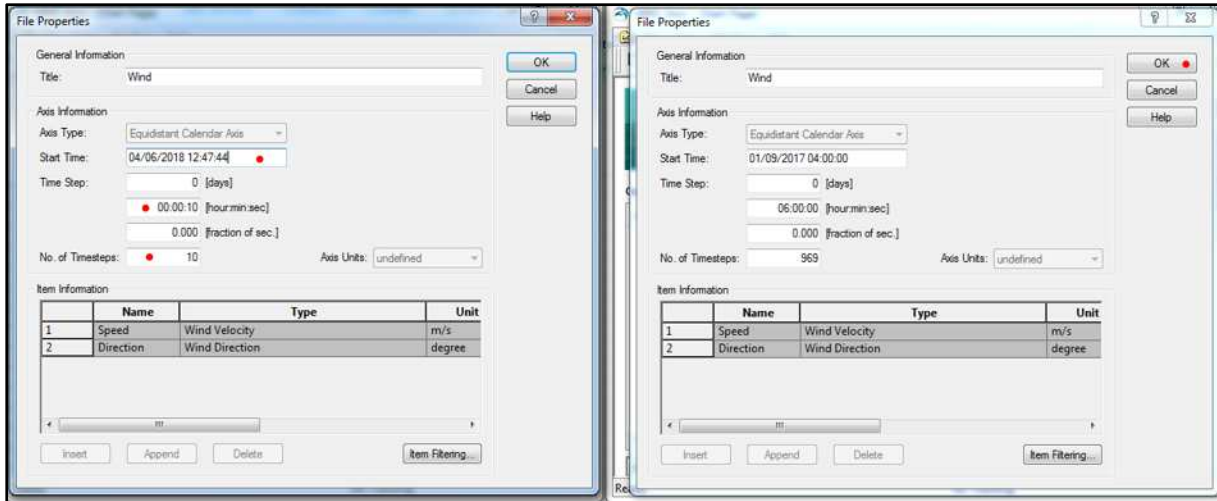 File Properties
General Information
Title: Wind
OK
Cancel
Help
Axis Information
Axis Type: Equidistant Calendar Axis
Start Time: 04/06/2018 12:47:44
Time Step: 0 [days]
00:00:10 [hour:min:sec]
0.000 [fraction of sec.]
No. of Timesteps: 10 Axis Units: undefined
Item Information
Name Type Unit
1 Speed Wind Velocity m/s
2 Direction Wind Direction degree
Insert Append Delete Item Filtering...
File Properties
General Information
Title: Wind
OK
Cancel
Help
Axis Information
Axis Type: Equidistant Calendar Axis
Start Time: 01/09/2017 04:00:00
Time Step: 0 [days]
06:00:00 [hour:min:sec]
0.000 [fraction of sec.]
No. of Timesteps: 969 Axis Units: undefined
Item Information
Name Type Unit
1 Speed Wind Velocity m/s
2 Direction Wind Direction degree
Insert Append Delete Item Filtering...